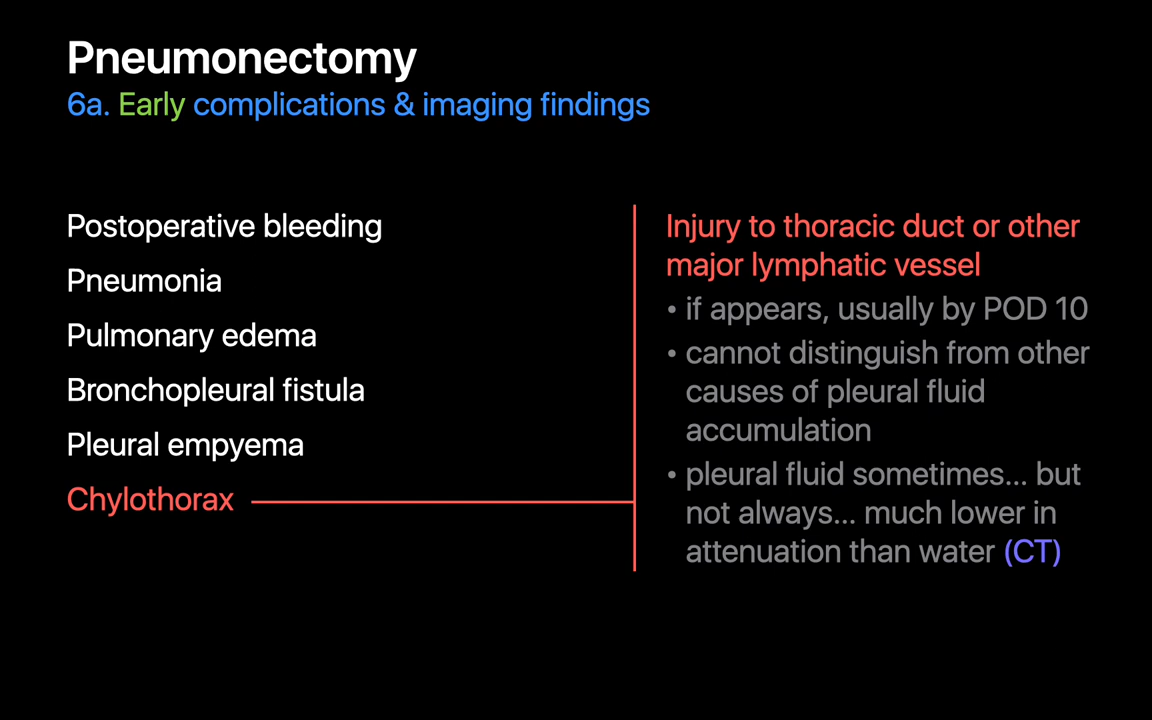 Pneumonectomy
6a. Early complications & imaging findings
Postoperative bleeding
Pneumonia
Pulmonary edema
Bronchopleural fistula
Pleural empyema
Chylothorax
Injury to thoracic duct or other
major lymphatic vessel
• if appears, usually by POD 10
• cannot distinguish from other
causes of pleural fluid
accumulation
• pleural fluid sometimes... but
not always... much lower in
attenuation than water (CT)